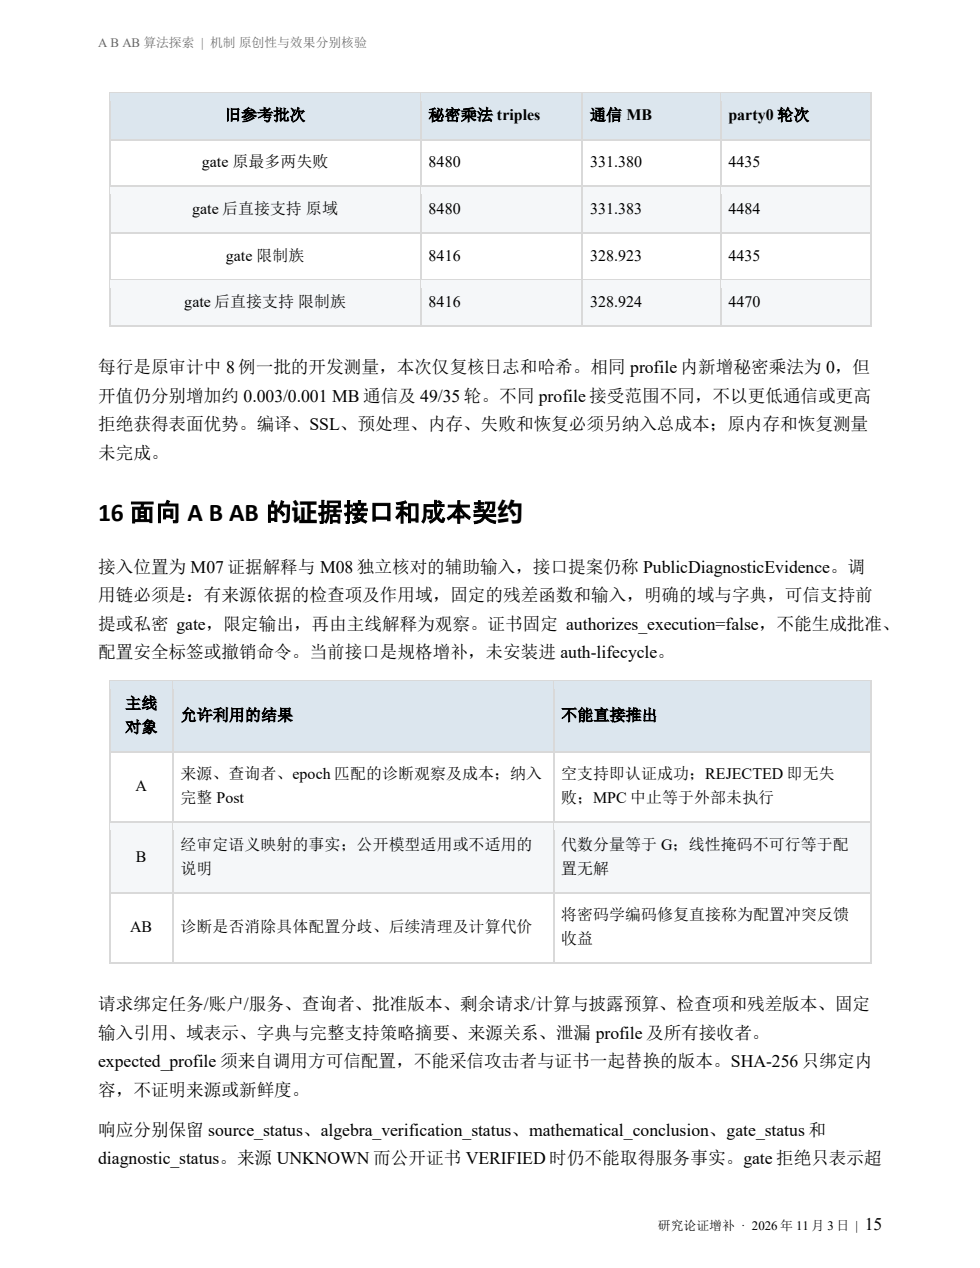 A B AB 算法探索 | 机制 原创性与效果分别核验
旧参考批次 秘密乘法 triples 通信 MB party0 轮次
gate 原最多两失败 8480 331.380 4435
gate 后直接支持 原域 8480 331.383 4484
gate 限制族 8416 328.923 4435
gate 后直接支持 限制族 8416 328.924 4470
每行是原审计中 8 例一批的开发测量，本次仅复核日志和哈希。相同 profile 内新增秘密乘法为 0，但
开值仍分别增加约 0.003/0.001 MB 通信及 49/35 轮。不同 profile 接受范围不同，不以更低通信或更高
拒绝获得表面优势。编译、SSL、预处理、内存、失败和恢复必须另纳入总成本；原内存和恢复测量
未完成。
16 面向 A B AB 的证据接口和成本契约
接入位置为 M07 证据解释与 M08 独立核对的辅助输入，接口提案仍称 PublicDiagnosticEvidence。调
用链必须是：有来源依据的检查项及作用域，固定的残差函数和输入，明确的域与字典，可信支持前
提或私密 gate，限定输出，再由主线解释为观察。证书固定 authorizes_execution=false，不能生成批准、
配置安全标签或撤销命令。当前接口是规格增补，未安装进 auth-lifecycle。
主线
对象 允许利用的结果 不能直接推出
A 来源、查询者、epoch 匹配的诊断观察及成本；纳入
完整 Post 空支持即认证成功；REJECTED 即无失
败；MPC 中止等于外部未执行
B 经审定语义映射的事实；公开模型适用或不适用的
说明 代数分量等于 G；线性掩码不可行等于配
置无解
AB 诊断是否消除具体配置分歧、后续清理及计算代价 将密码学编码修复直接称为配置冲突反馈
收益
请求绑定任务/账户/服务、查询者、批准版本、剩余请求/计算与披露预算、检查项和残差版本、固定
输入引用、域表示、字典与完整支持策略摘要、来源关系、泄漏 profile 及所有接收者。
expected_profile 须来自调用方可信配置，不能采信攻击者与证书一起替换的版本。SHA-256 只绑定内
容，不证明来源或新鲜度。
响应分别保留 source_status、algebra_verification_status、mathematical_conclusion、gate_status 和
diagnostic_status。来源 UNKNOWN 而公开证书 VERIFIED 时仍不能取得服务事实。gate 拒绝只表示超
研究论证增补 · 2026 年 11 月 3 日 | 15